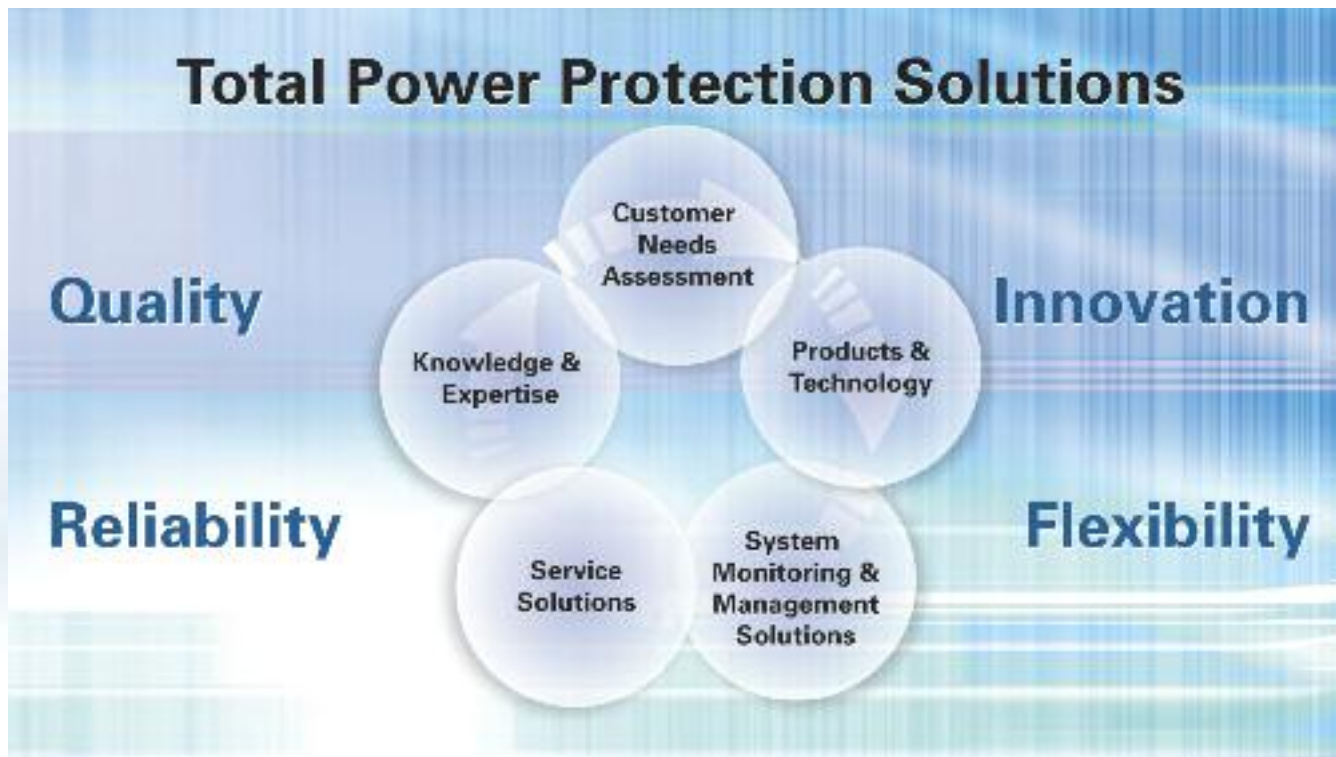 Total Power Protection Solutions
Customer
Needs
Assessment
Quality
Innovation
Knowledge &
Expertise
Products &
Technology
Reliability
Flexibility
Service
Solutions
System
Monitoring &
Management
Solutions